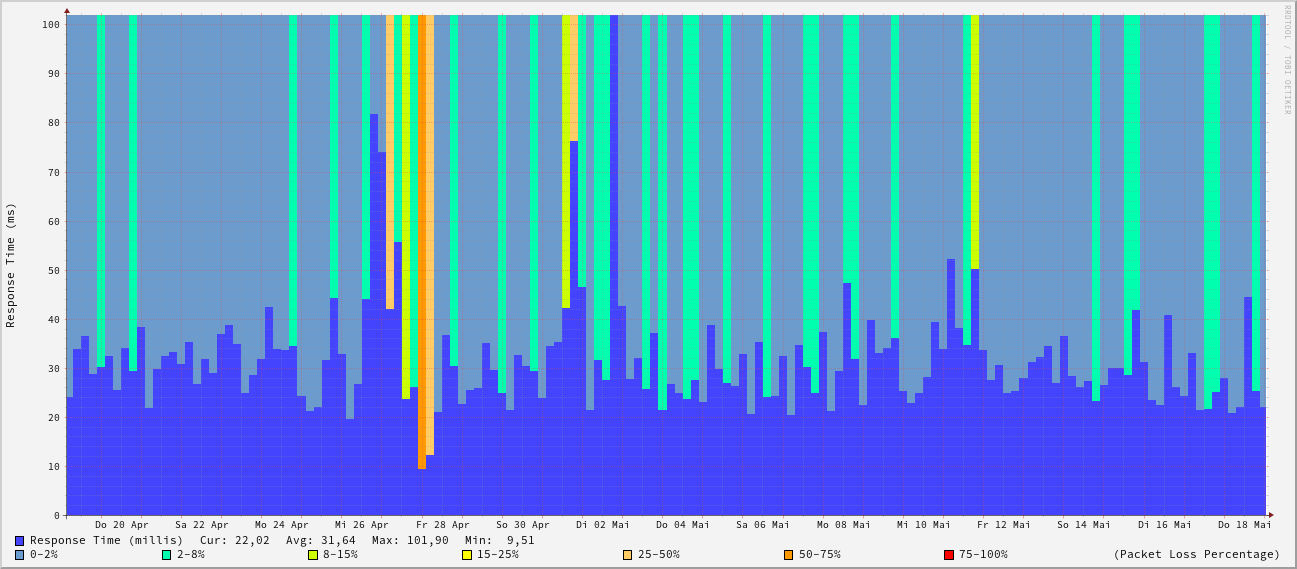 RRDTOOL / TOBI OETIKER
Response Time (ms)
100
90
80
70
60
50
40
30
20
10
0
Do 20 Apr Sa 22 Apr Mo 24 Apr Mi 26 Apr Fr 28 Apr So 30 Apr Di 02 Mai Do 04 Mai Sa 06 Mai Mo 08 Mai Mi 10 Mai Fr 12 Mai So 14 Mai Di 16 Mai Do 18 Mai
Response Time (millis) Cur: 22,02 Avg: 31,64 Max: 101,90 Min: 9,51
0-2% 2-8% 8-15% 15-25% 25-50% 50-75% 75-100% (Packet Loss Percentage)